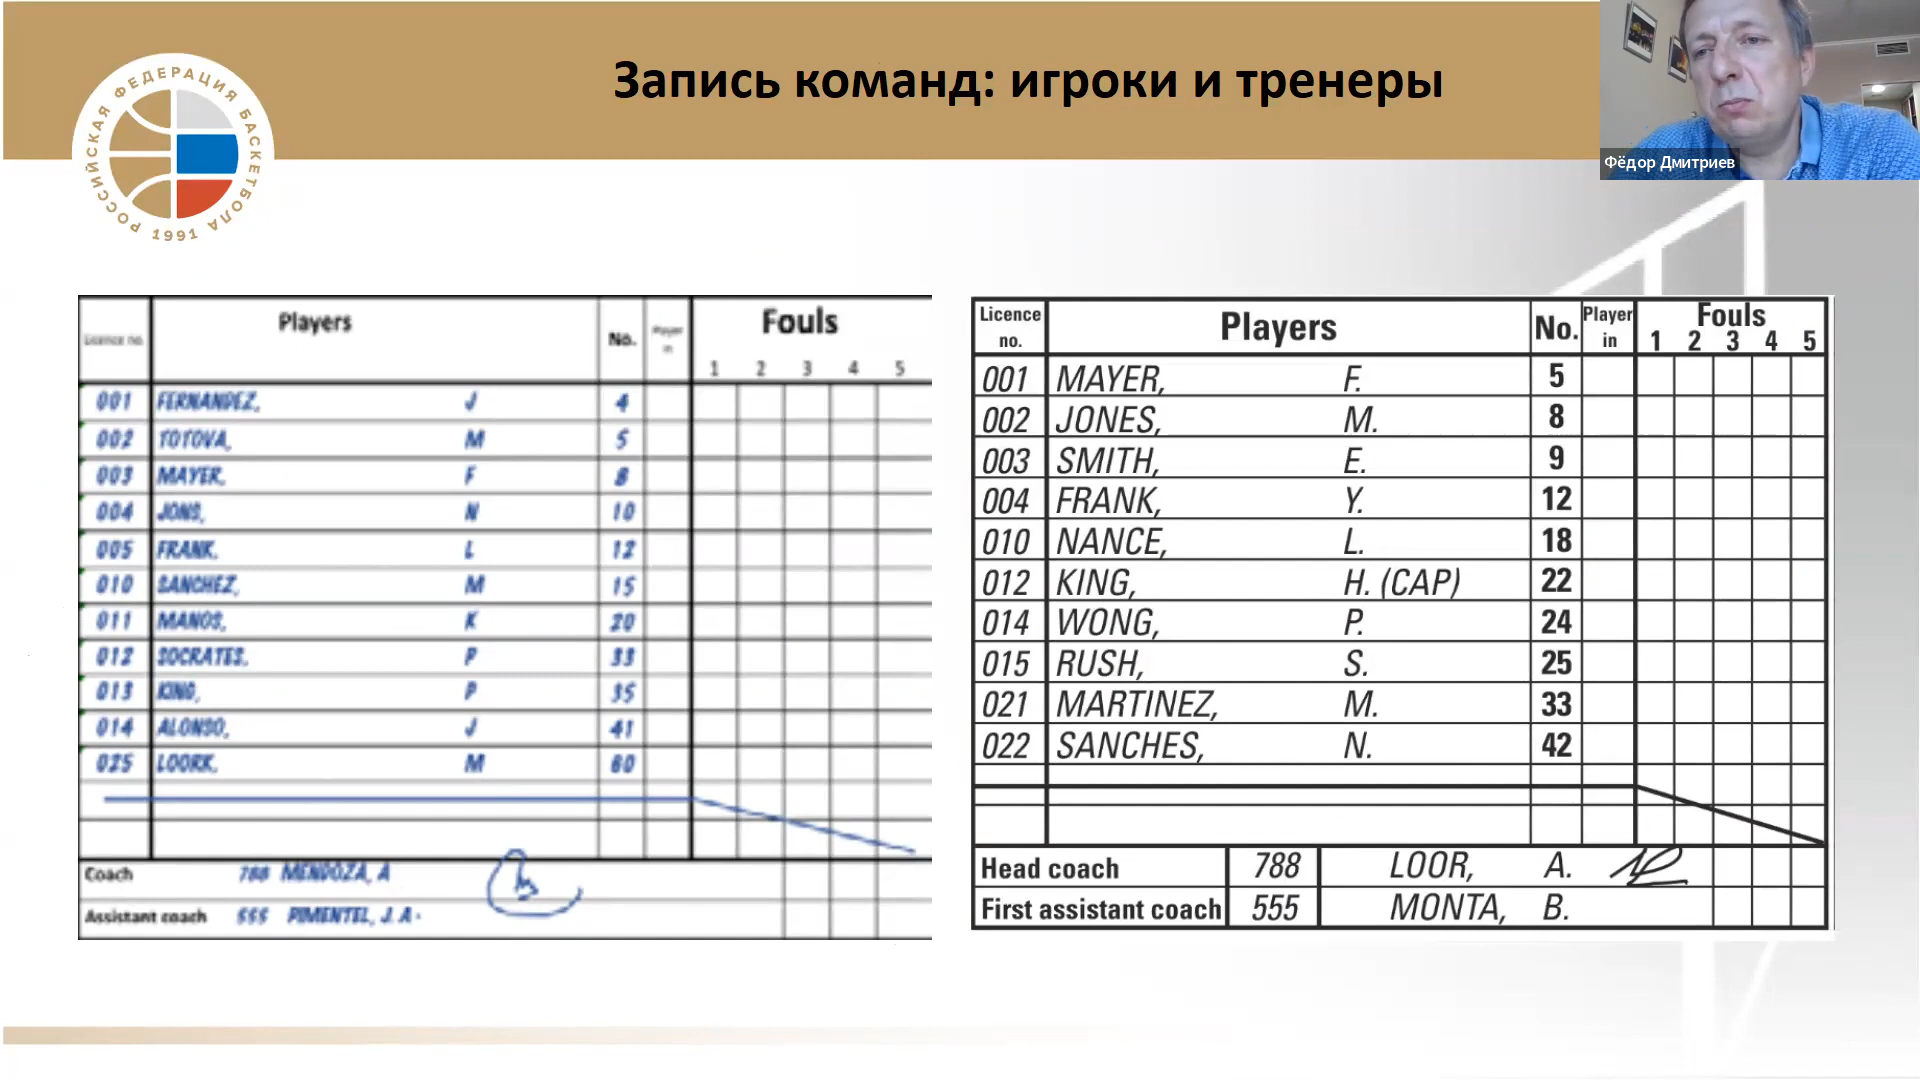 Запись команд: игроки и тренеры
РОССИЙСКАЯ ФЕДЕРАЦИЯ БАСКЕТБОЛА
1991
Фёдор Дмитриев
Licence no. Players No. Player in Fouls
1 2 3 4 5
001 FERNANDEZ, J 4
002 TOTOVA, M 5
003 MAYER, F 8
004 JONS, N 10
005 FRANK, L 12
010 SANCHEZ, M 15
011 MANOS, K 20
012 SOCRATES, P 33
013 KING, P 35
014 ALONSO, J 41
025 LOORK, M 60
Coach 788 MENDOZA, A
Assistant coach 555 PIMENTEL, J. A.
Licence no. Players No. Player in Fouls
1 2 3 4 5
001 MAYER, F. 5
002 JONES, M. 8
003 SMITH, E. 9
004 FRANK, Y. 12
010 NANCE, L. 18
012 KING, H. (CAP) 22
014 WONG, P. 24
015 RUSH, S. 25
021 MARTINEZ, M. 33
022 SANCHES, N. 42
Head coach 788 LOOR, A.
First assistant coach 555 MONTA, B.